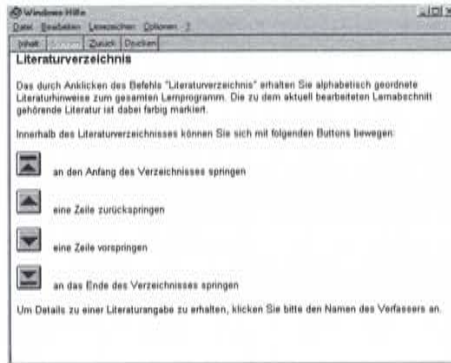 Windows-Hilfe
Datei Bearbeiten Lesezeichen Optionen ?
Inhalt Zurück Drucken
Literaturverzeichnis
Das durch Anklicken des Befehls "Literaturverzeichnis" erhalten Sie alphabetisch geordnete
Literaturhinweise zum gesamten Lernprogramm. Die zu dem aktuell bearbeiteten Lernabschnitt
gehörende Literatur ist dabei farbig markiert.
Innerhalb des Literaturverzeichnisses können Sie sich mit folgenden Buttons bewegen:
an den Anfang des Verzeichnisses springen
eine Zeile zurückspringen
eine Zeile vorspringen
an das Ende des Verzeichnisses springen
Um Details zu einer Literaturangabe zu erhalten, klicken Sie bitte den Namen des Verfassers an.